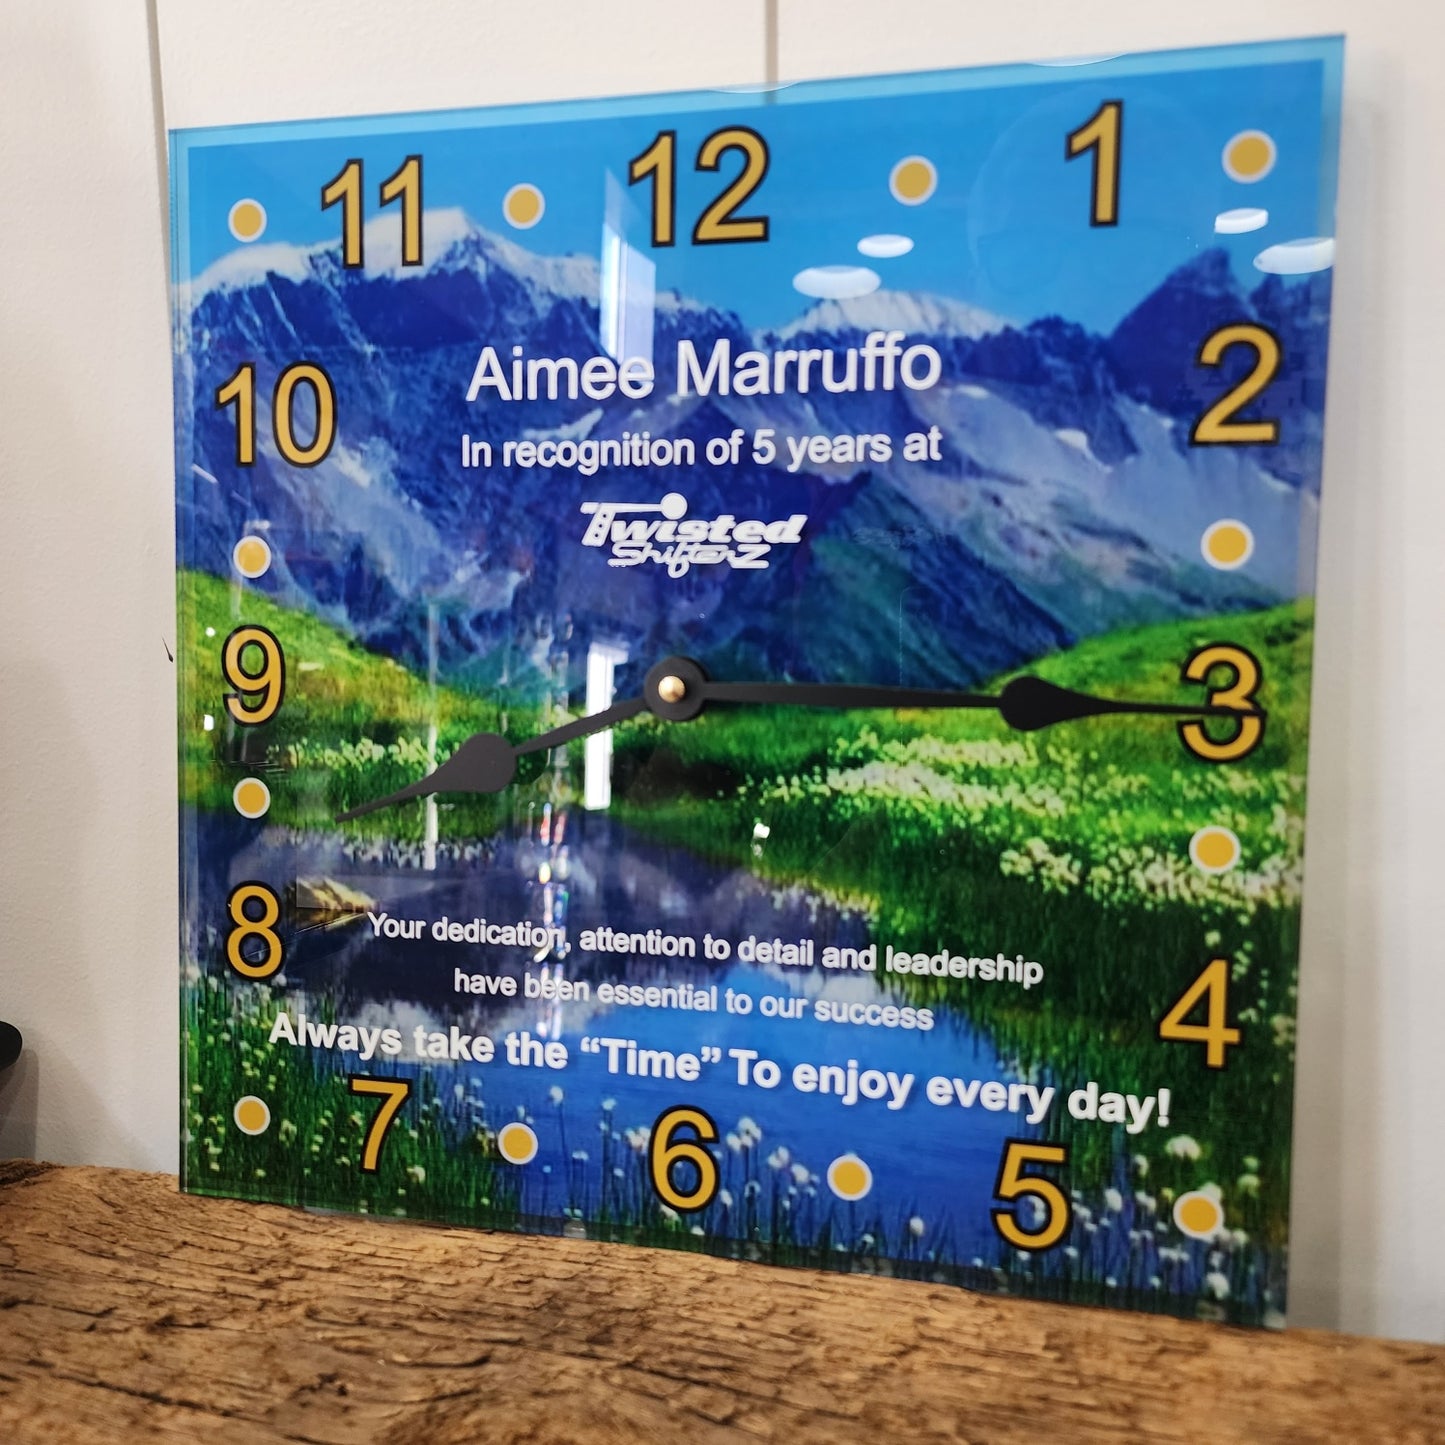 11 12 1
10 2
Aimee Marruffo
In recognition of 5 years at
Twisted
ShifterZ
9 3
8 4
Your dedication, attention to detail and leadership
have been essential to our success
Always take the “Time” To enjoy every day!
7 6 5